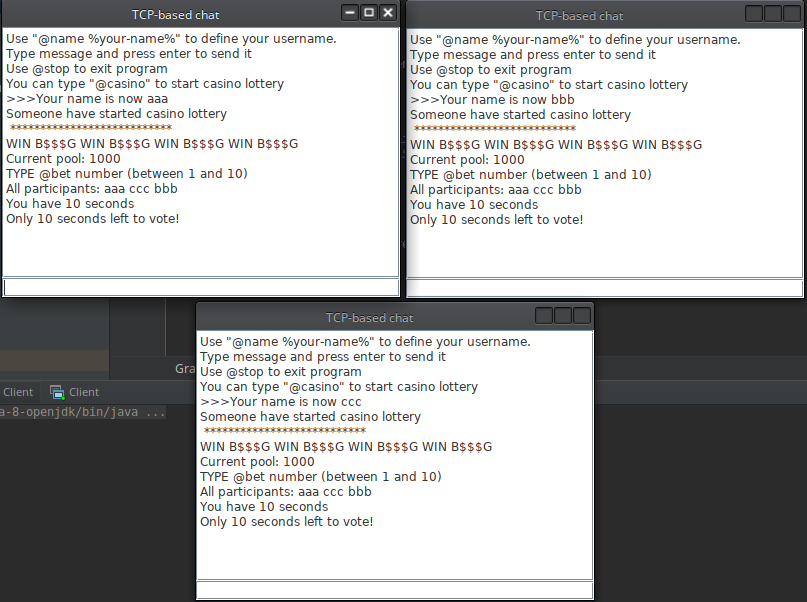 TCP-based chat
Use "@name %your-name%" to define your username.
Type message and press enter to send it
Use @stop to exit program
You can type "@casino" to start casino lottery
>>>Your name is now aaa
Someone have started casino lottery
***************************
WIN B$$$G WIN B$$$G WIN B$$$G WIN B$$$G
Current pool: 1000
TYPE @bet number (between 1 and 10)
All participants: aaa ccc bbb
You have 10 seconds
Only 10 seconds left to vote!
TCP-based chat
Use "@name %your-name%" to define your username.
Type message and press enter to send it
Use @stop to exit program
You can type "@casino" to start casino lottery
>>>Your name is now bbb
Someone have started casino lottery
***************************
WIN B$$$G WIN B$$$G WIN B$$$G WIN B$$$G
Current pool: 1000
TYPE @bet number (between 1 and 10)
All participants: aaa ccc bbb
You have 10 seconds
Only 10 seconds left to vote!
TCP-based chat
Use "@name %your-name%" to define your username.
Type message and press enter to send it
Use @stop to exit program
You can type "@casino" to start casino lottery
>>>Your name is now ccc
Someone have started casino lottery
***************************
WIN B$$$G WIN B$$$G WIN B$$$G WIN B$$$G
Current pool: 1000
TYPE @bet number (between 1 and 10)
All participants: aaa ccc bbb
You have 10 seconds
Only 10 seconds left to vote!
Gra
Client Client
a-8-openjdk/bin/java ...